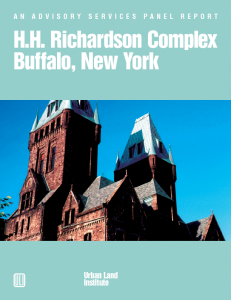 AN ADVISORY SERVICES PANEL REPORT
H.H. Richardson Complex
Buffalo, New York
Urban Land
Institute